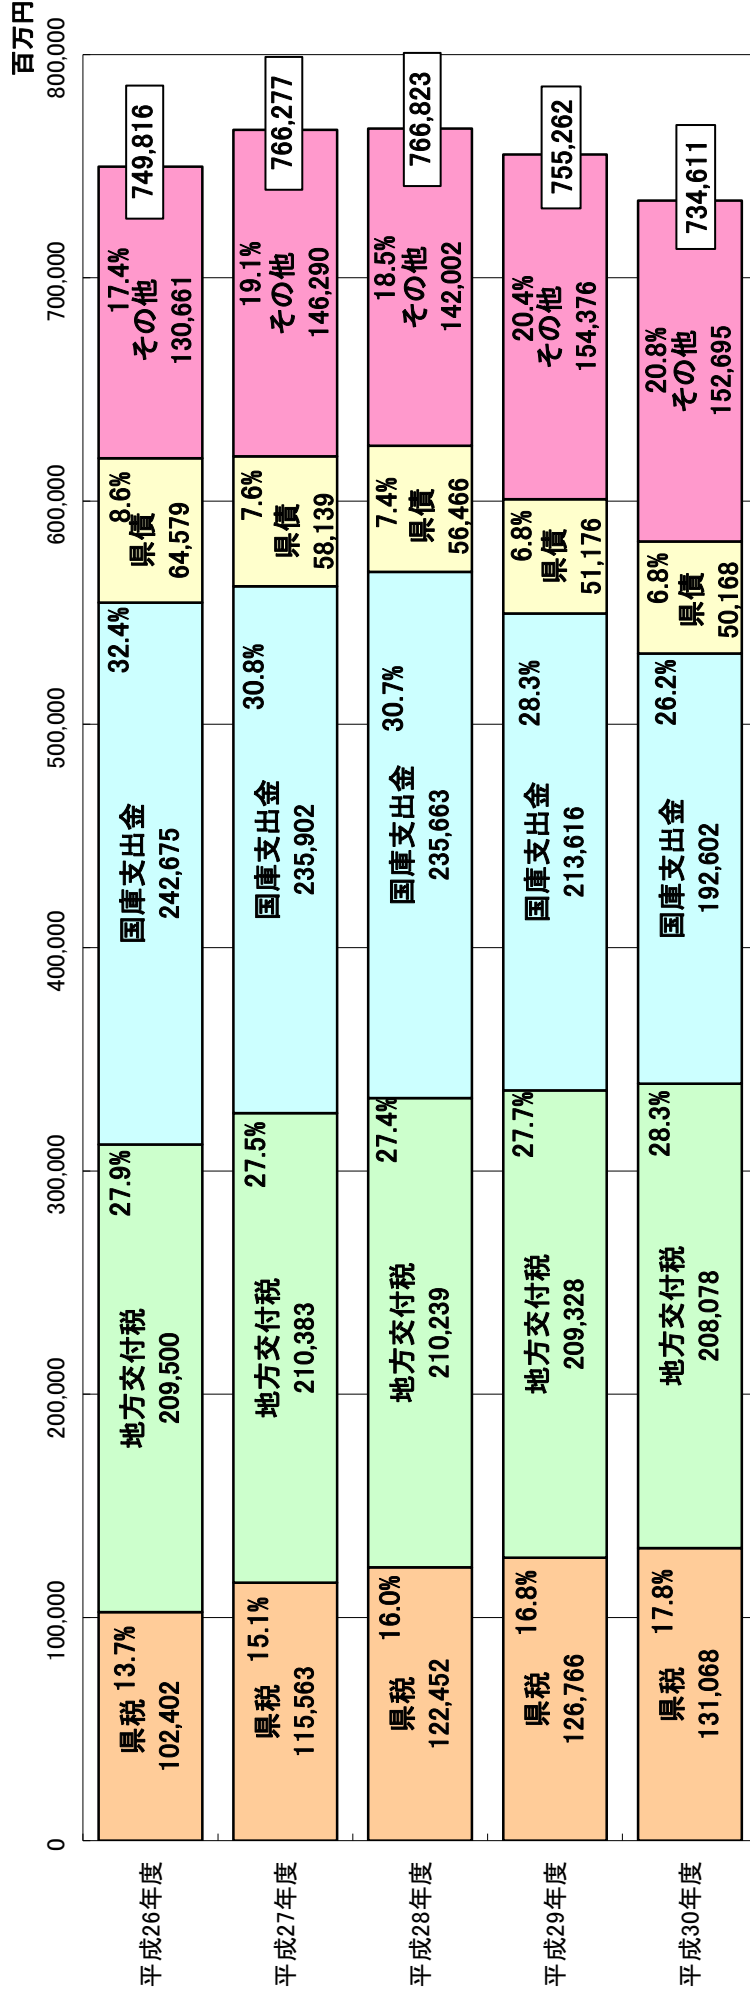 百万円
0
100,000
200,000
300,000
400,000
500,000
600,000
700,000
800,000
平成26年度
県税 13.7%
102,402
27.9%
地方交付税
209,500
32.4%
国庫支出金
242,675
8.6%
県債
64,579
17.4%
その他
130,661
749,816
平成27年度
15.1%
県税
115,563
27.5%
地方交付税
210,383
30.8%
国庫支出金
235,902
7.6%
県債
58,139
19.1%
その他
146,290
766,277
平成28年度
16.0%
県税
122,452
27.4%
地方交付税
210,239
30.7%
国庫支出金
235,663
7.4%
県債
56,466
18.5%
その他
142,002
766,823
平成29年度
16.8%
県税
126,766
27.7%
地方交付税
209,328
28.3%
国庫支出金
213,616
6.8%
県債
51,176
20.4%
その他
154,376
755,262
平成30年度
17.8%
県税
131,068
28.3%
地方交付税
208,078
26.2%
国庫支出金
192,602
6.8%
県債
50,168
20.8%
その他
152,695
734,611